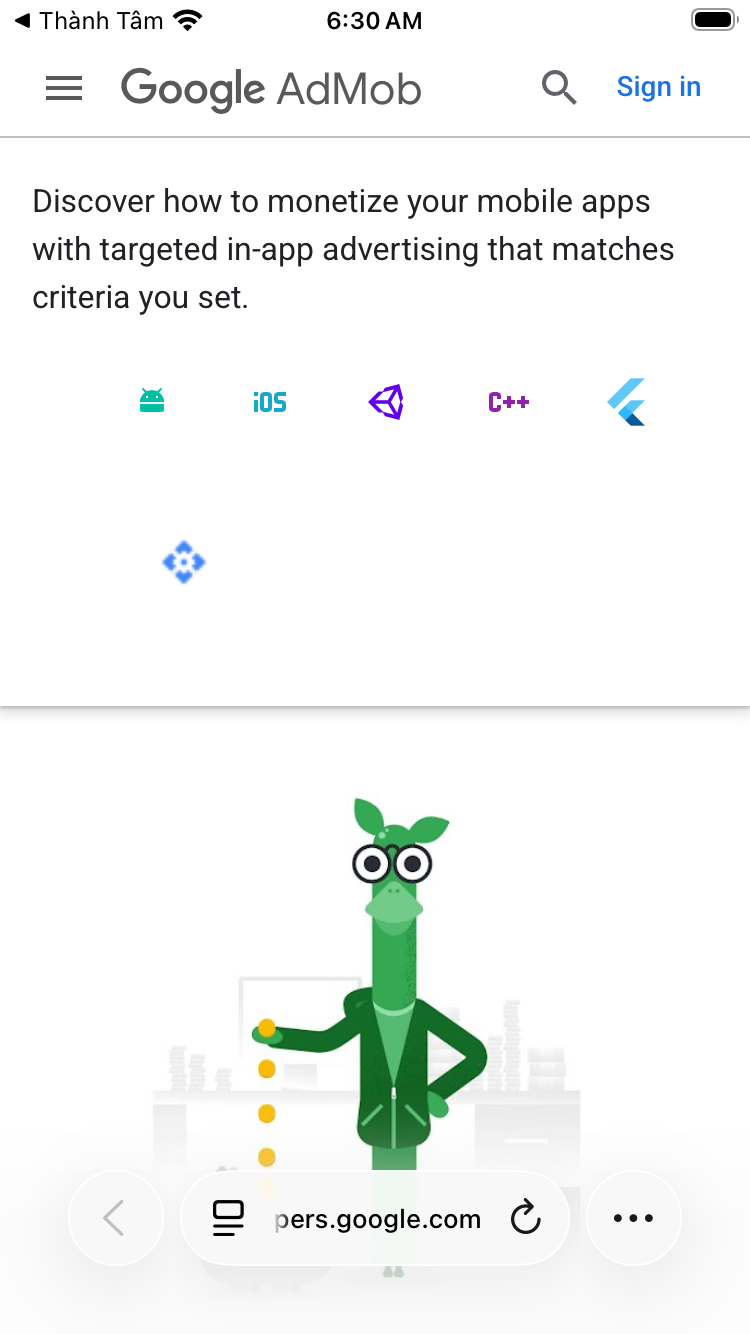 Thành Tâm
6:30 AM
Google AdMob
Sign in
Discover how to monetize your mobile apps
with targeted in-app advertising that matches
criteria you set.
iOS
C++
pers.google.com